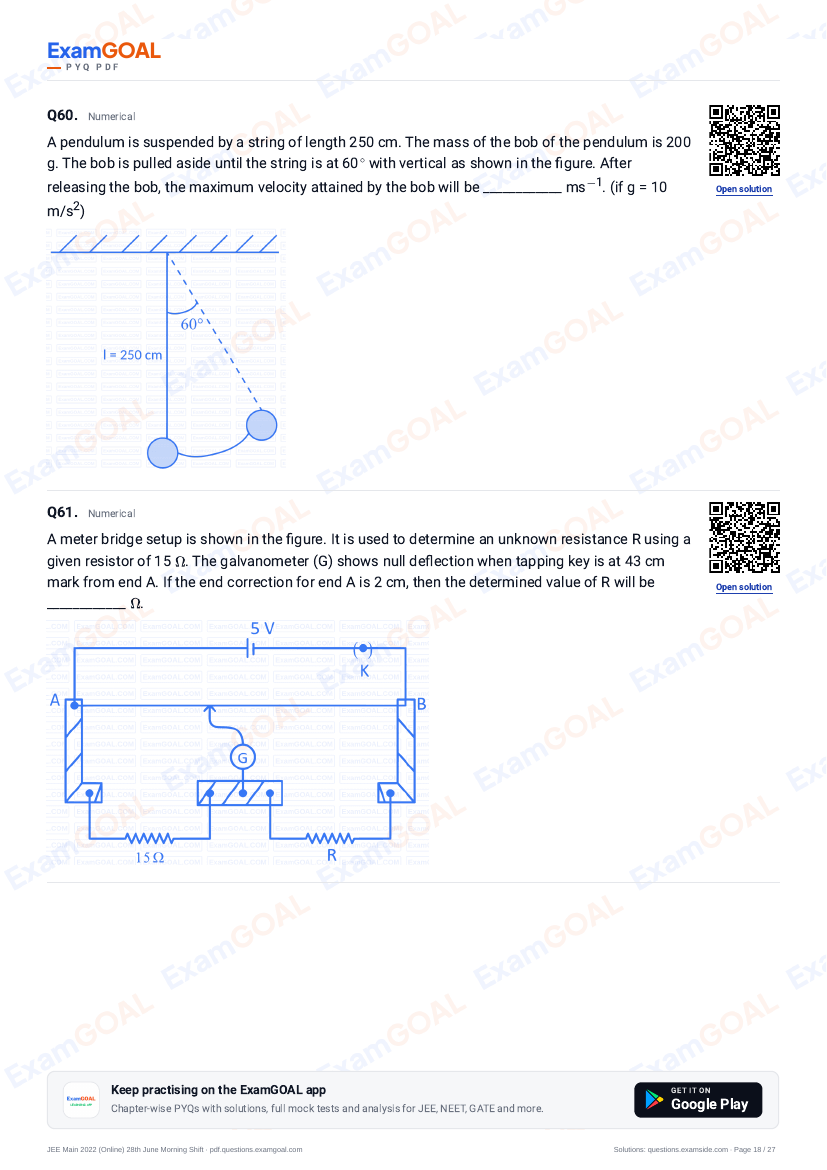 ExamGOAL
PYQ PDF
Q60. Numerical
A pendulum is suspended by a string of length 250 cm. The mass of the bob of the pendulum is 200
g. The bob is pulled aside until the string is at 60° with vertical as shown in the figure. After
releasing the bob, the maximum velocity attained by the bob will be ___________ ms⁻¹. (if g = 10
m/s²)
Open solution
60°
l = 250 cm
Q61. Numerical
A meter bridge setup is shown in the figure. It is used to determine an unknown resistance R using a
given resistor of 15 Ω. The galvanometer (G) shows null deflection when tapping key is at 43 cm
mark from end A. If the end correction for end A is 2 cm, then the determined value of R will be
___________ Ω.
Open solution
5 V
K
A
B
G
15 Ω
R
Keep practising on the ExamGOAL app
Chapter-wise PYQs with solutions, full mock tests and analysis for JEE, NEET, GATE and more.
GET IT ON
Google Play
JEE Main 2022 (Online) 28th June Morning Shift · pdf.questions.examgoal.com
Solutions: questions.examside.com · Page 18 / 27